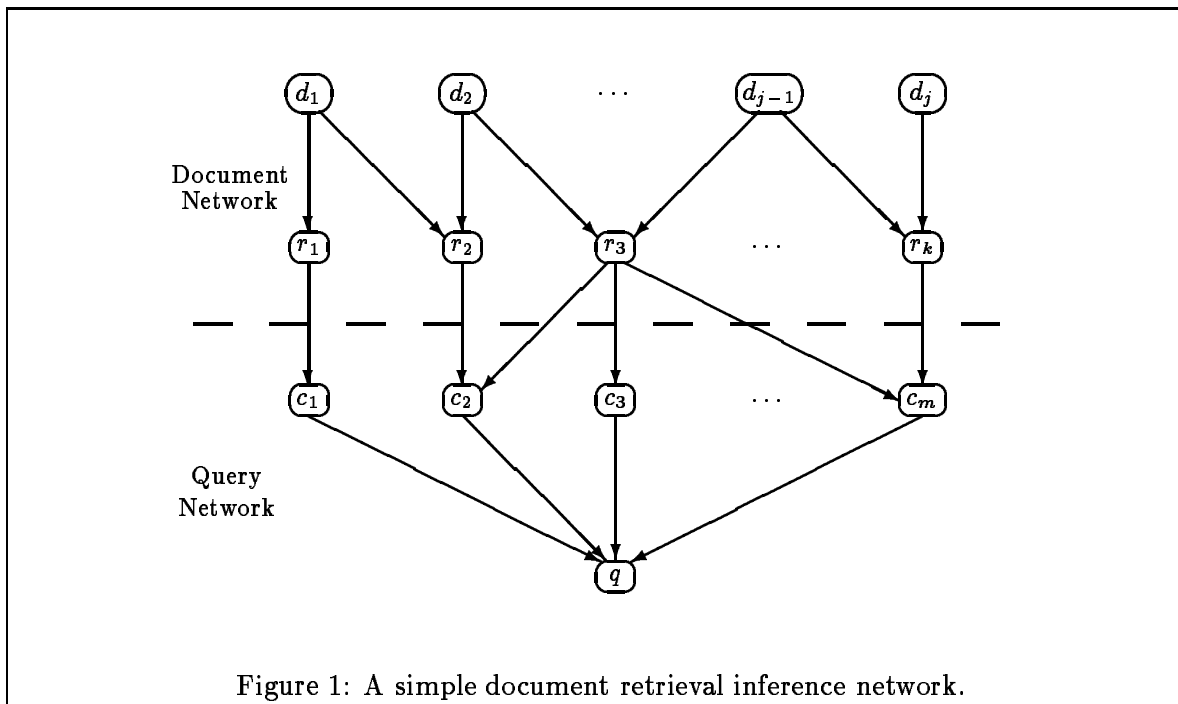 d₁ d₂ ··· dⱼ₋₁ dⱼ
Document
Network
r₁ r₂ r₃ ··· rₖ
c₁ c₂ c₃ ··· cₘ
Query
Network
q
Figure 1: A simple document retrieval inference network.